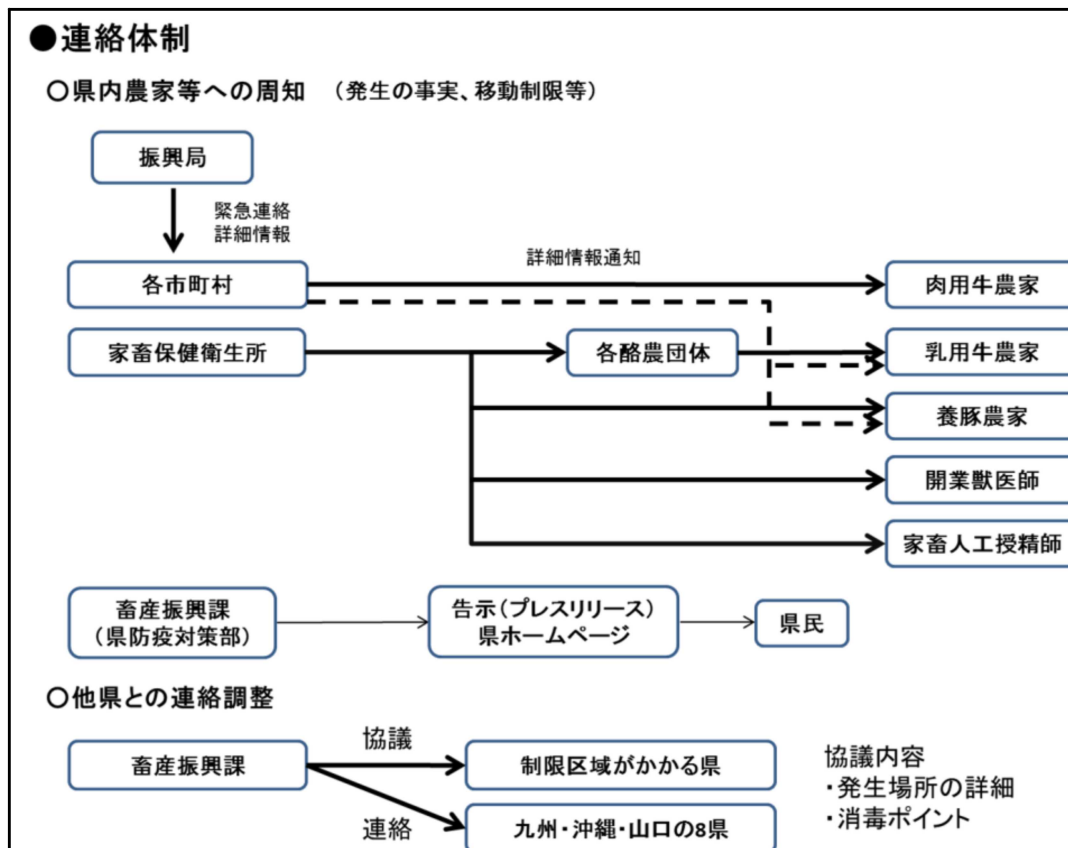 ●連絡体制
〇県内農家等への周知 （発生の事実、移動制限等）
振興局
緊急連絡
詳細情報
各市町村
詳細情報通知
肉用牛農家
家畜保健衛生所
各酪農団体
乳用牛農家
養豚農家
開業獣医師
家畜人工授精師
畜産振興課
（県防疫対策部）
告示（プレスリリース）
県ホームページ
県民
〇他県との連絡調整
畜産振興課
協議
制限区域がかかる県
連絡
九州・沖縄・山口の8県
協議内容
・発生場所の詳細
・消毒ポイント